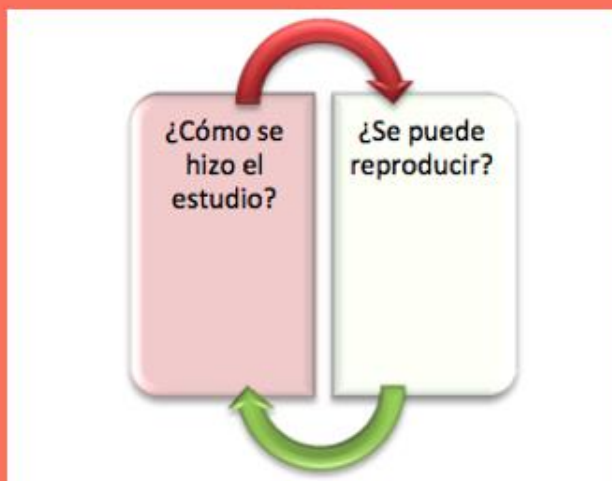 ¿Cómo se
hizo el
estudio?
¿Se puede
reproducir?